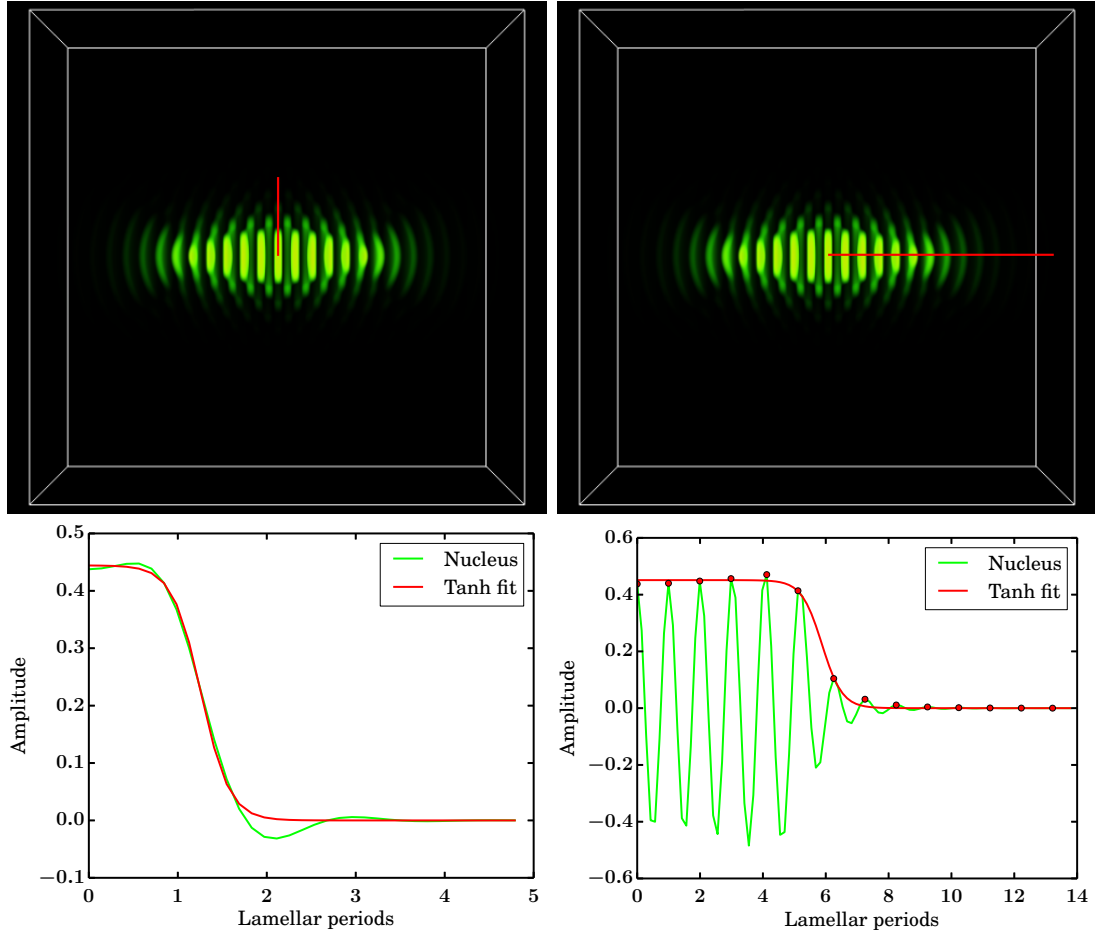 0.5
0.4
0.3
0.2
0.1
0.0
−0.1
Amplitude
Nucleus
Tanh fit
0 1 2 3 4 5
Lamellar periods
0.6
0.4
0.2
0.0
−0.2
−0.4
−0.6
Amplitude
Nucleus
Tanh fit
0 2 4 6 8 10 12 14
Lamellar periods